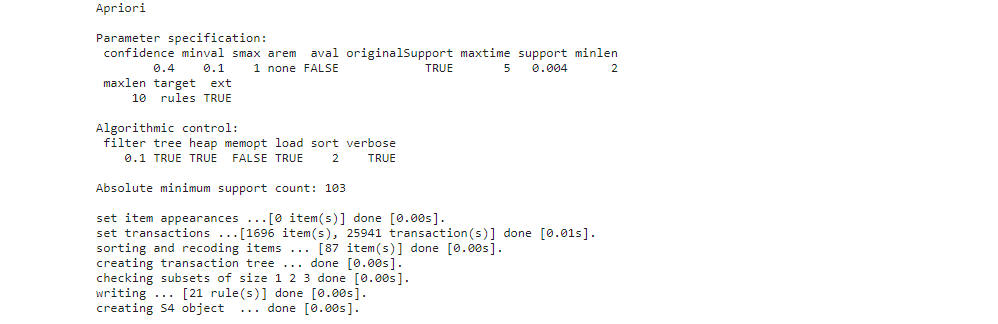 Apriori
Parameter specification:
confidence minval smax arem  aval originalSupport maxtime support minlen
0.4    0.1    1 none FALSE            TRUE       5   0.004      2
maxlen target  ext
10  rules TRUE
Algorithmic control:
filter tree heap memopt load sort verbose
0.1 TRUE TRUE  FALSE TRUE    2    TRUE
Absolute minimum support count: 103
set item appearances ...[0 item(s)] done [0.00s].
set transactions ...[1696 item(s), 25941 transaction(s)] done [0.01s].
sorting and recoding items ... [87 item(s)] done [0.00s].
creating transaction tree ... done [0.00s].
checking subsets of size 1 2 3 done [0.00s].
writing ... [21 rule(s)] done [0.00s].
creating S4 object  ... done [0.00s].